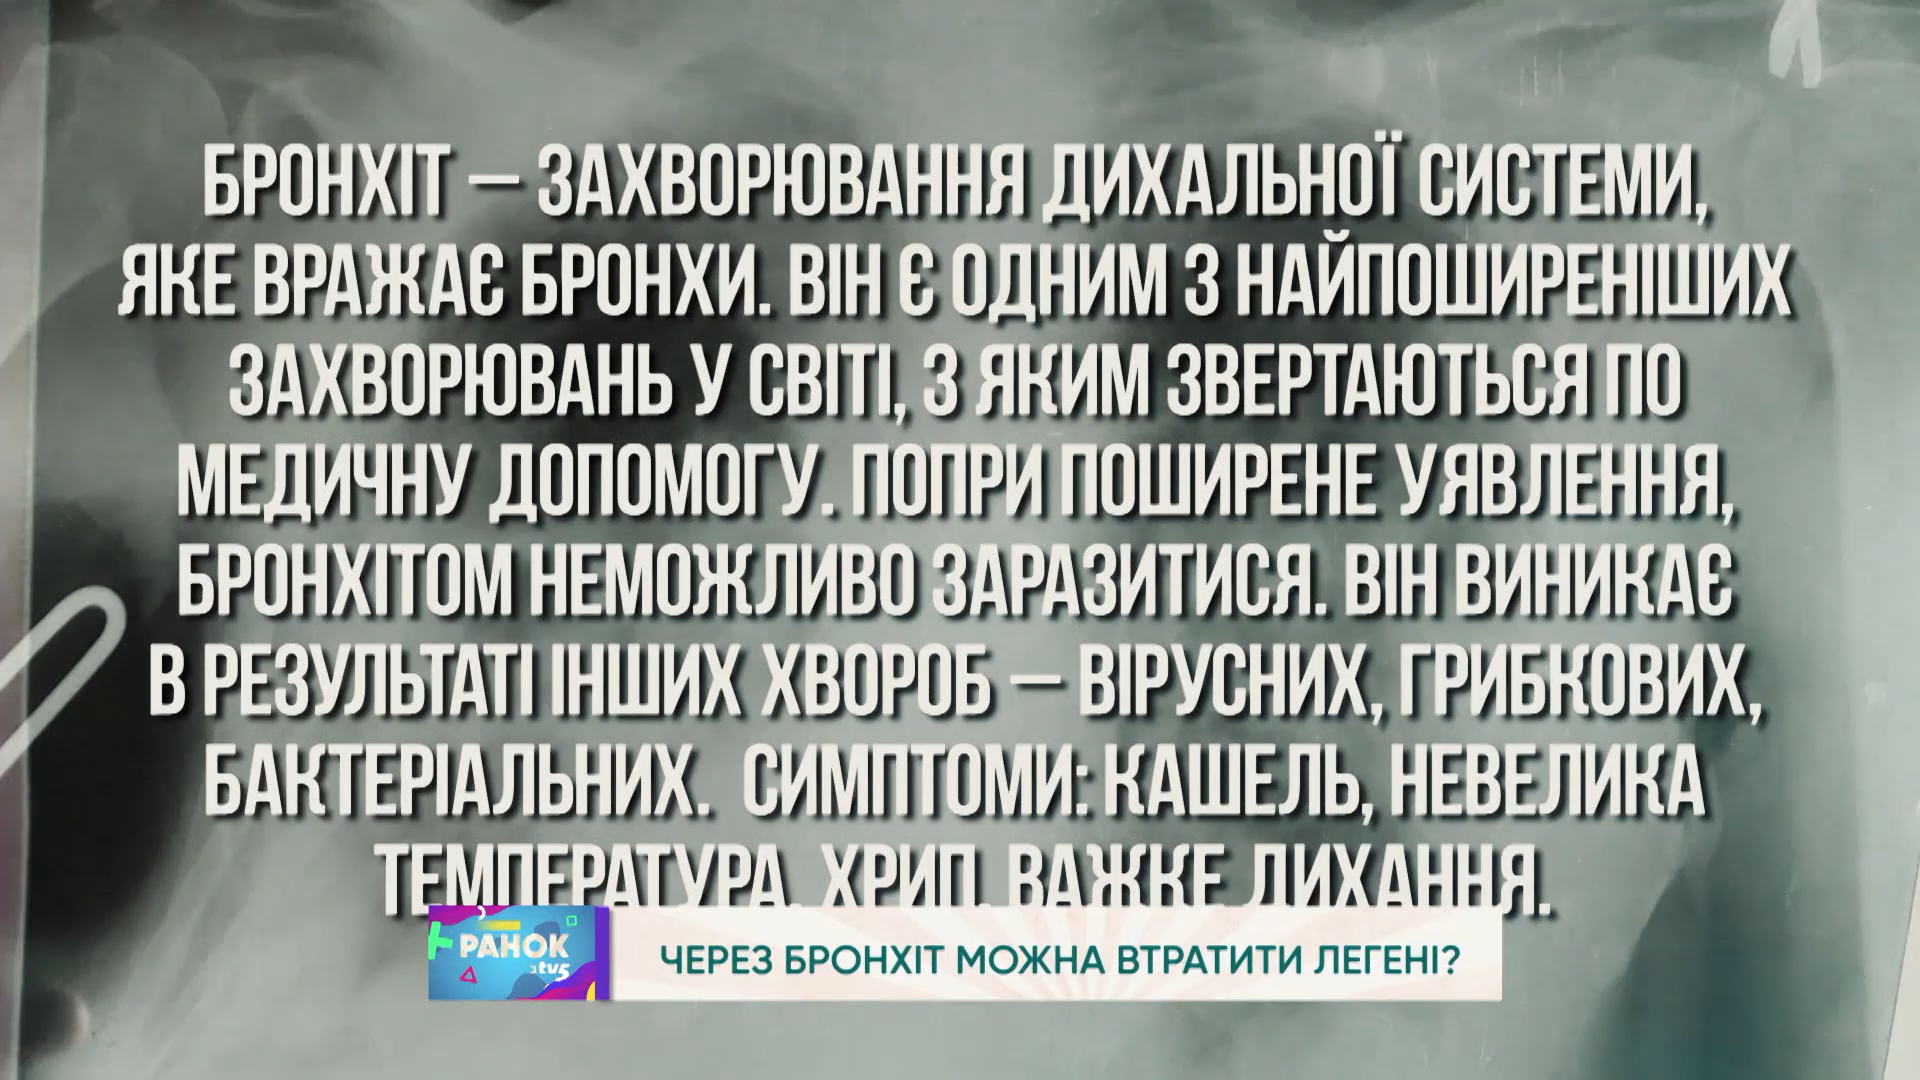 БРОНХІТ – ЗАХВОРЮВАННЯ ДИХАЛЬНОЇ СИСТЕМИ,
ЯКЕ ВРАЖАЄ БРОНХИ. ВІН Є ОДНИМ З НАЙПОШИРЕНІШИХ
ЗАХВОРЮВАНЬ У СВІТІ, З ЯКИМ ЗВЕРТАЮТЬСЯ ПО
МЕДИЧНУ ДОПОМОГУ. ПОПРИ ПОШИРЕНЕ УЯВЛЕННЯ,
БРОНХІТОМ НЕМОЖЛИВО ЗАРАЗИТИСЯ. ВІН ВИНИКАЄ
В РЕЗУЛЬТАТІ ІНШИХ ХВОРОБ – ВІРУСНИХ, ГРИБКОВИХ,
БАКТЕРІАЛЬНИХ. СИМПТОМИ: КАШЕЛЬ, НЕВЕЛИКА
ТЕМПЕРАТУРА, ХРИП, ВАЖКЕ ДИХАННЯ.
РАНОК
з tv5
ЧЕРЕЗ БРОНХІТ МОЖНА ВТРАТИТИ ЛЕГЕНІ?